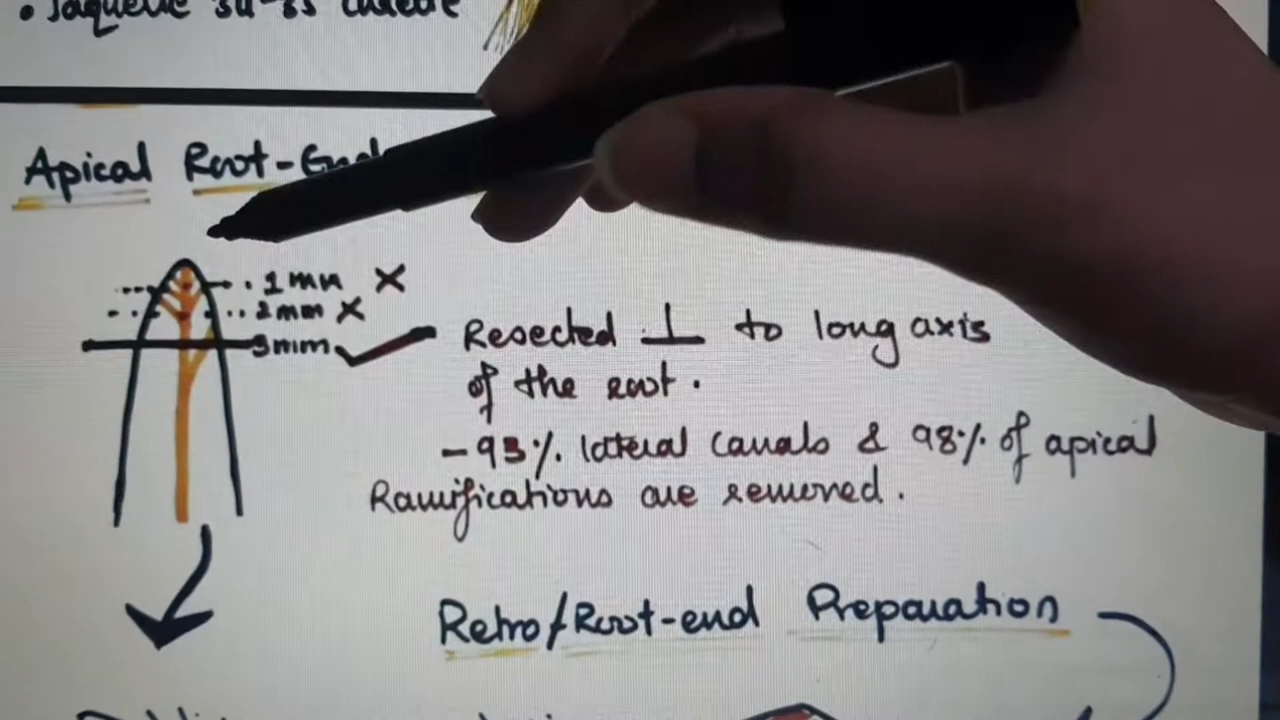 Apical Root-End
1mm X
2mm X
3mm
Resected ⊥ to long axis
of the root.
- 93% lateral canals & 98% of apical
Ramifications are removed.
Retro/Root-end Preparation